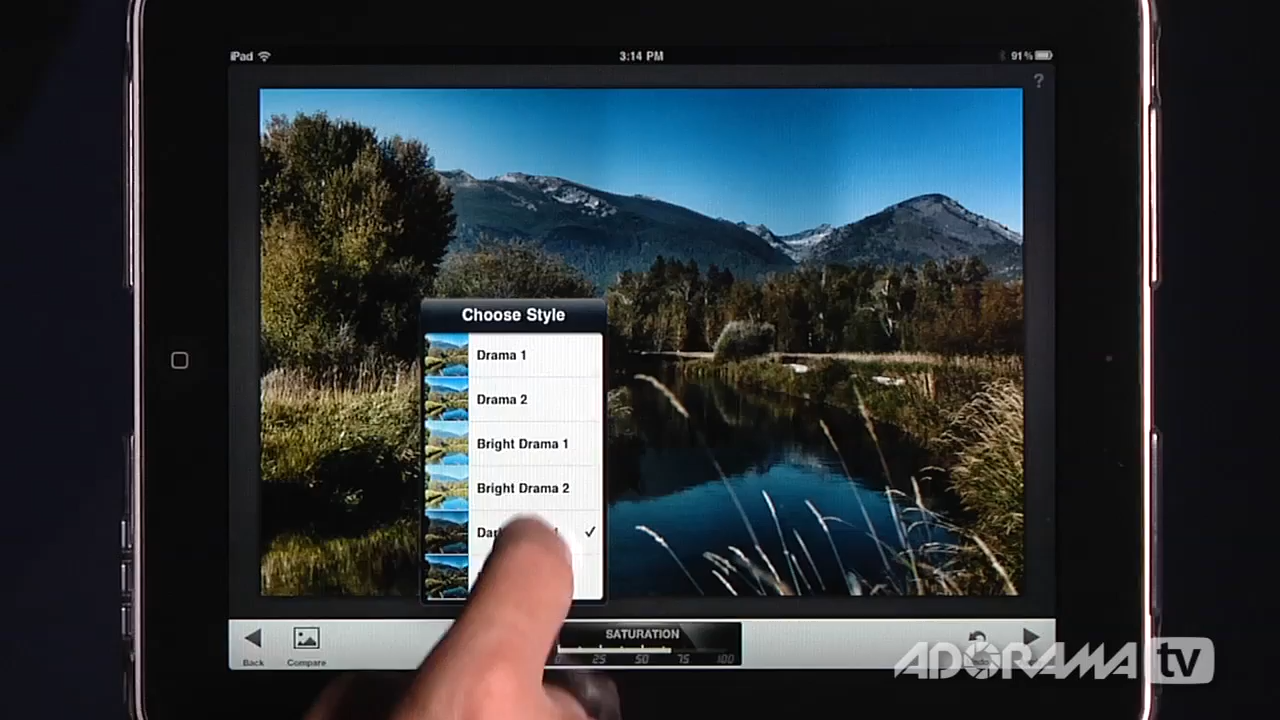 iPad
3:14 PM
91%
?
Choose Style
Drama 1
Drama 2
Bright Drama 1
Bright Drama 2
SATURATION
0 25 50 75 100
Back
Compare
ADORAMA tv